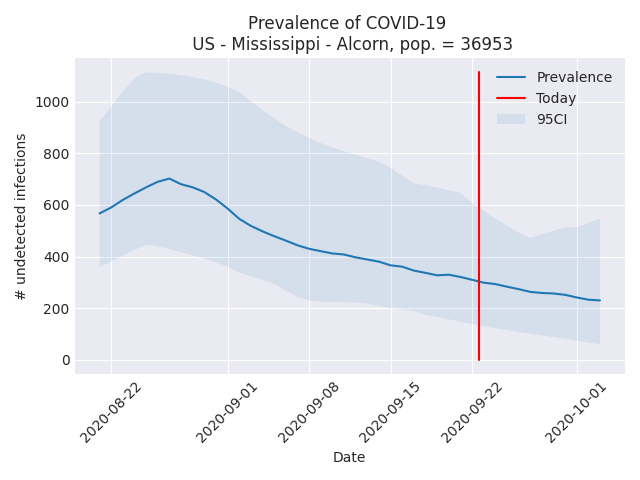 Prevalence of COVID-19
US - Mississippi - Alcorn, pop. = 36953
Prevalence
Today
95CI
# undetected infections
1000
800
600
400
200
0
2020-08-22
2020-09-01
2020-09-08
2020-09-15
2020-09-22
2020-10-01
Date